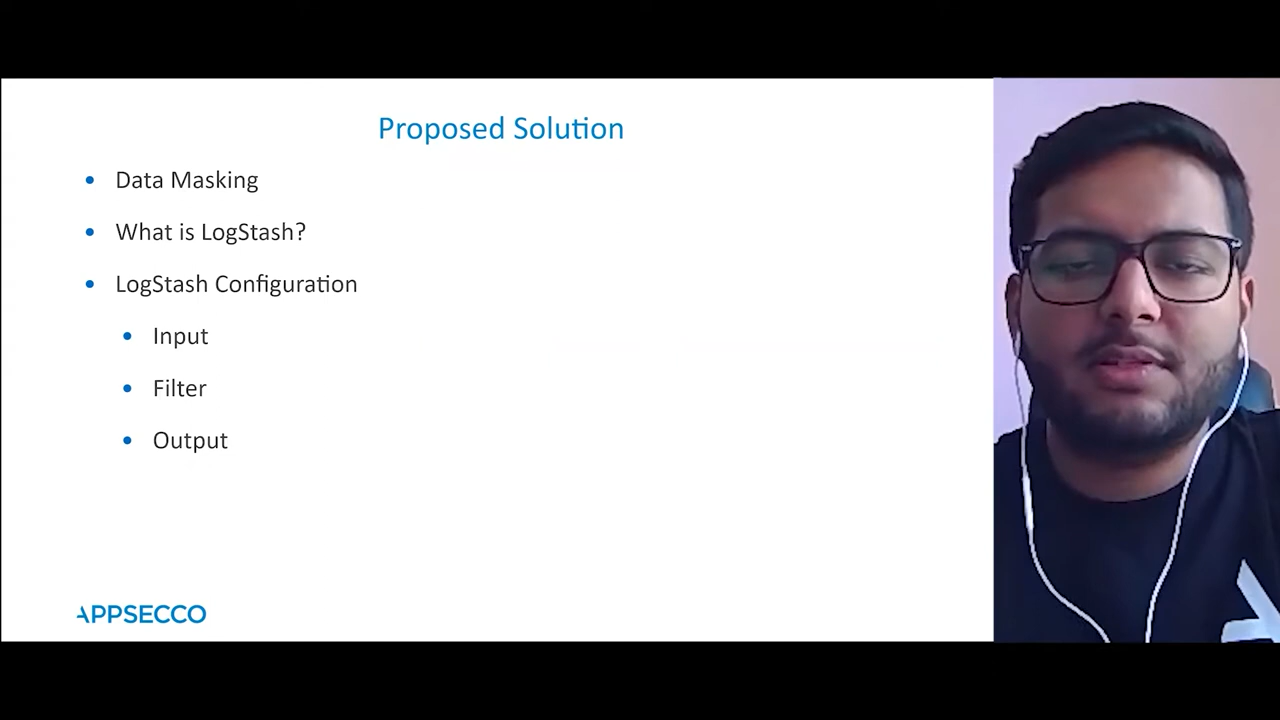 Proposed Solution
Data Masking
What is LogStash?
LogStash Configuration
Input
Filter
Output
APPSECCO